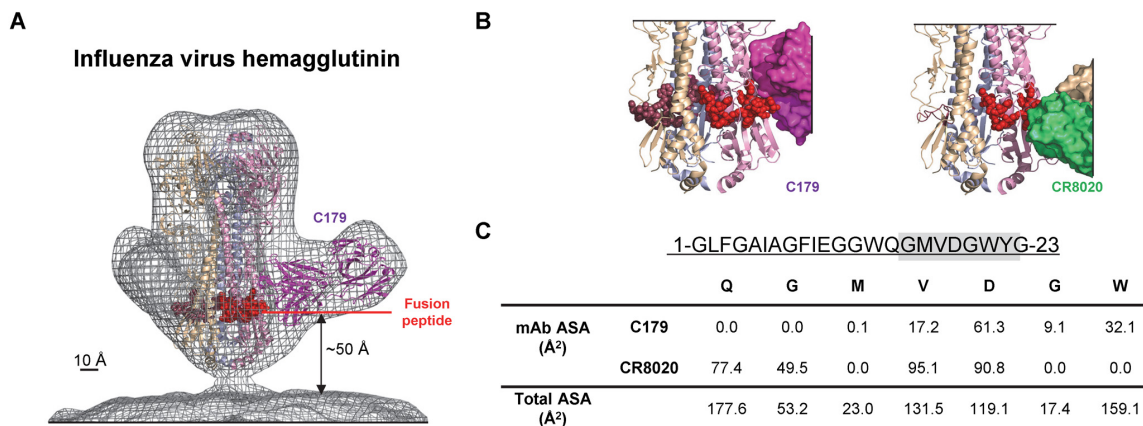 A
Influenza virus hemagglutinin
C179
Fusion
peptide
~50 Å
10 Å
B
C179
CR8020
C
1-GLFGAIAGFIEGGWQGMVDGWYG-23
Q G M V D G W
mAb ASA (Å²) C179 0.0 0.0 0.1 17.2 61.3 9.1 32.1
CR8020 77.4 49.5 0.0 95.1 90.8 0.0 0.0
Total ASA (Å²) 177.6 53.2 23.0 131.5 119.1 17.4 159.1